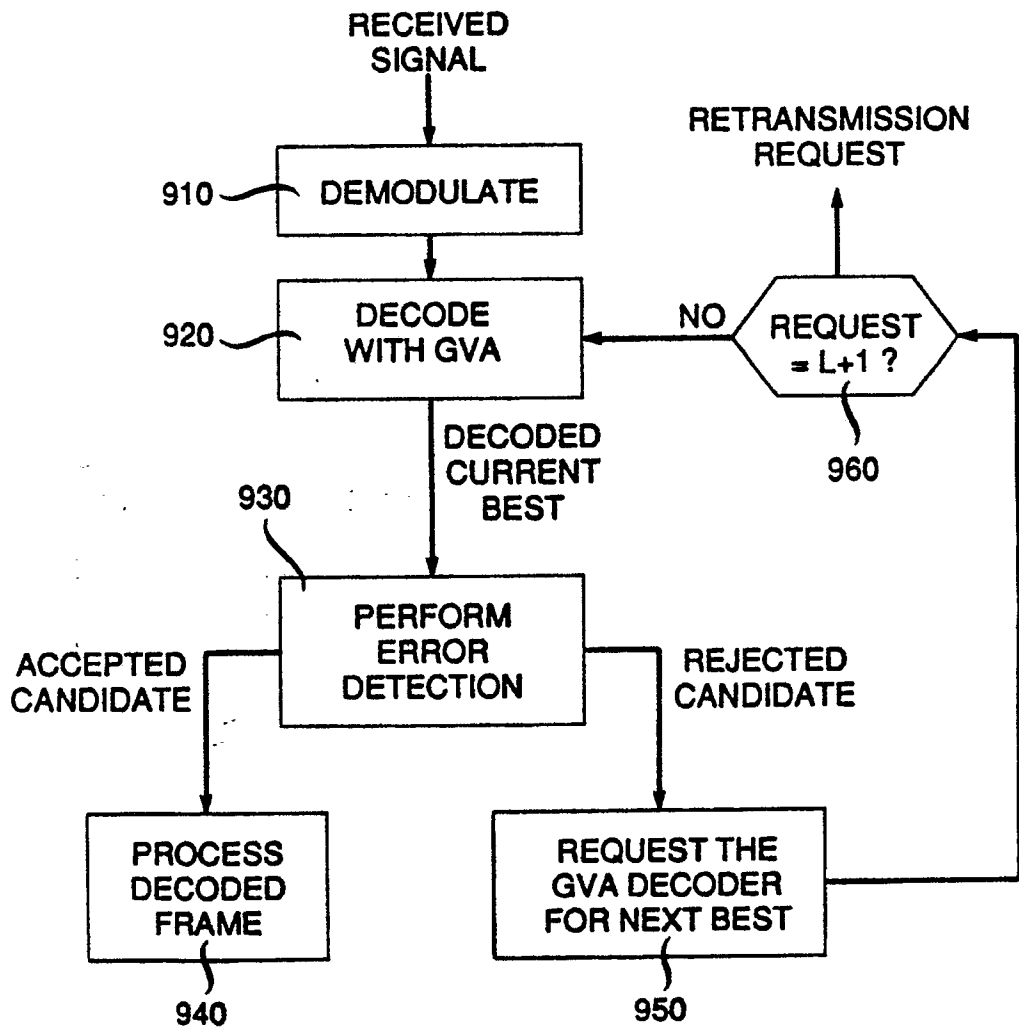 RECEIVED
SIGNAL
RETRANSMISSION
REQUEST
910
DEMODULATE
920
DECODE
WITH GVA
NO
REQUEST
= L+1 ?
960
DECODED
CURRENT
BEST
930
PERFORM
ERROR
DETECTION
ACCEPTED
CANDIDATE
REJECTED
CANDIDATE
PROCESS
DECODED
FRAME
940
REQUEST THE
GVA DECODER
FOR NEXT BEST
950